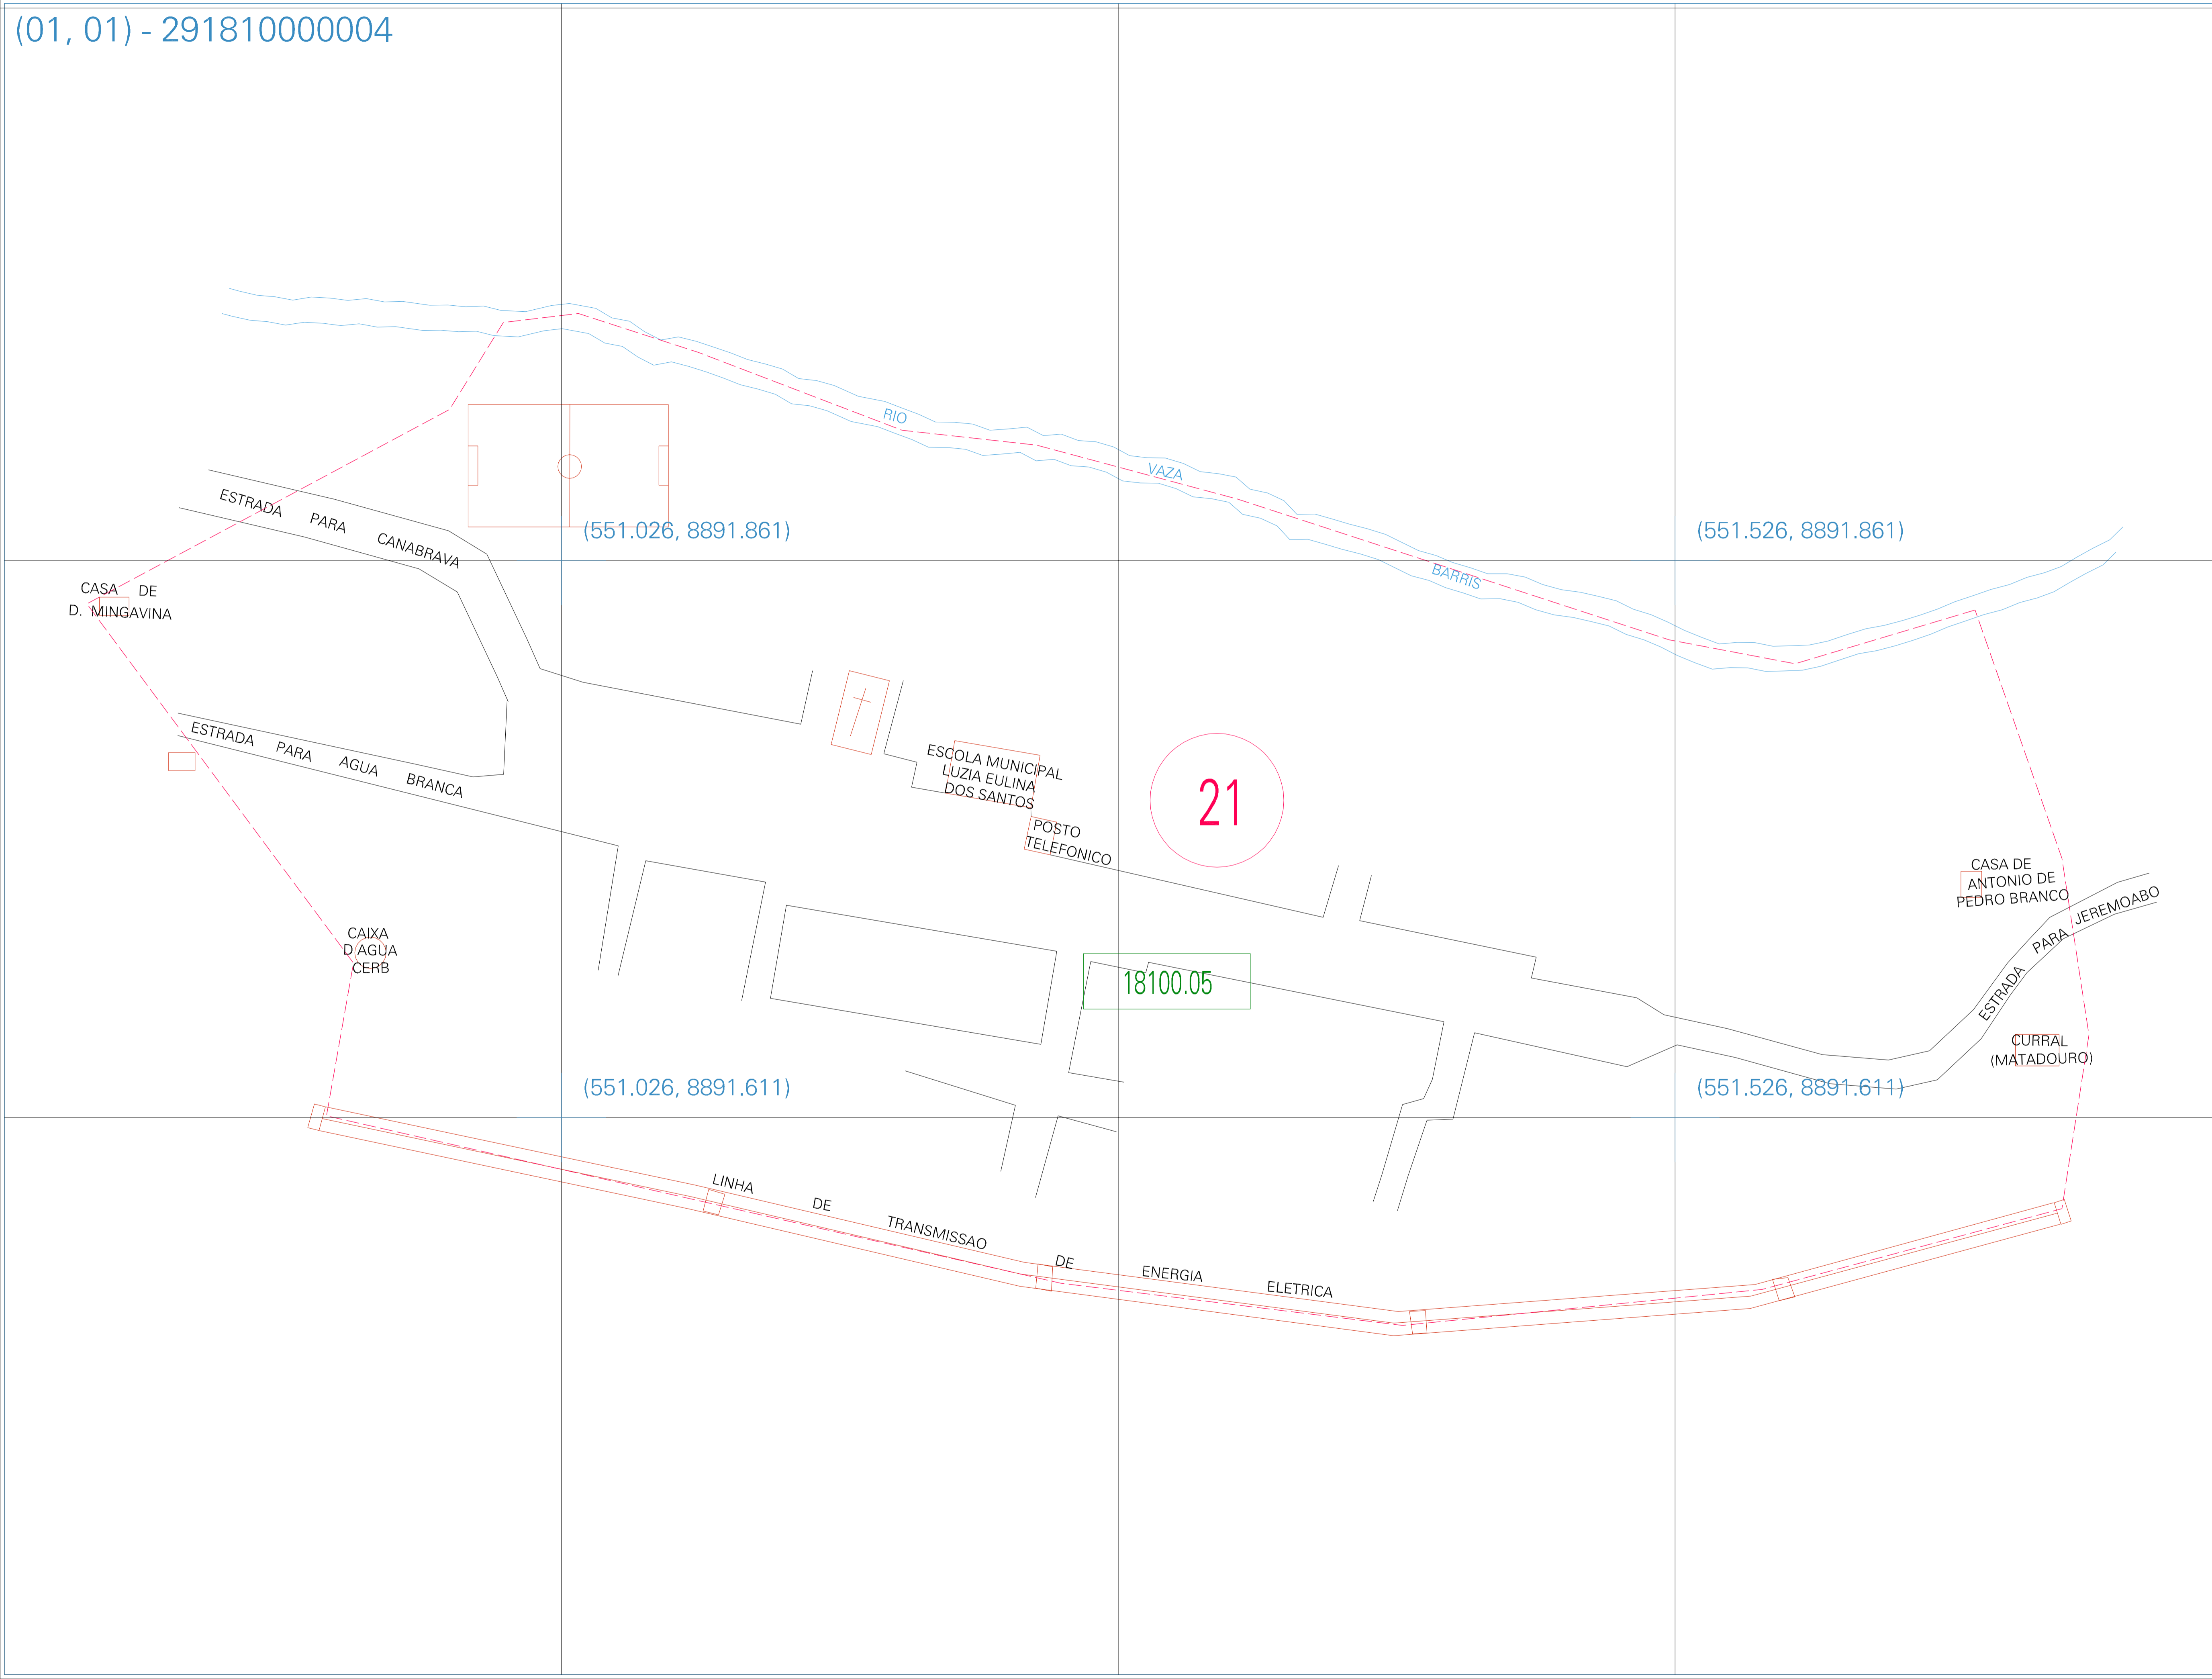 (01, 01) - 291810000004
RIO VAZA BARRIS
(551.026, 8891.861)
(551.526, 8891.861)
ESTRADA PARA CANABRAVA
CASA DE
D. MINGAVINA
ESTRADA PARA AGUA BRANCA
ESCOLA MUNICIPAL
LUZIA EULINA
DOS SANTOS
POSTO
TELEFONICO
21
CASA DE
ANTONIO DE
PEDRO BRANCO
ESTRADA PARA JEREMOABO
CAIXA
D AGUA
CERB
18100.05
CURRAL
(MATADOURO)
(551.026, 8891.611)
(551.526, 8891.611)
LINHA DE TRANSMISSAO DE ENERGIA ELETRICA